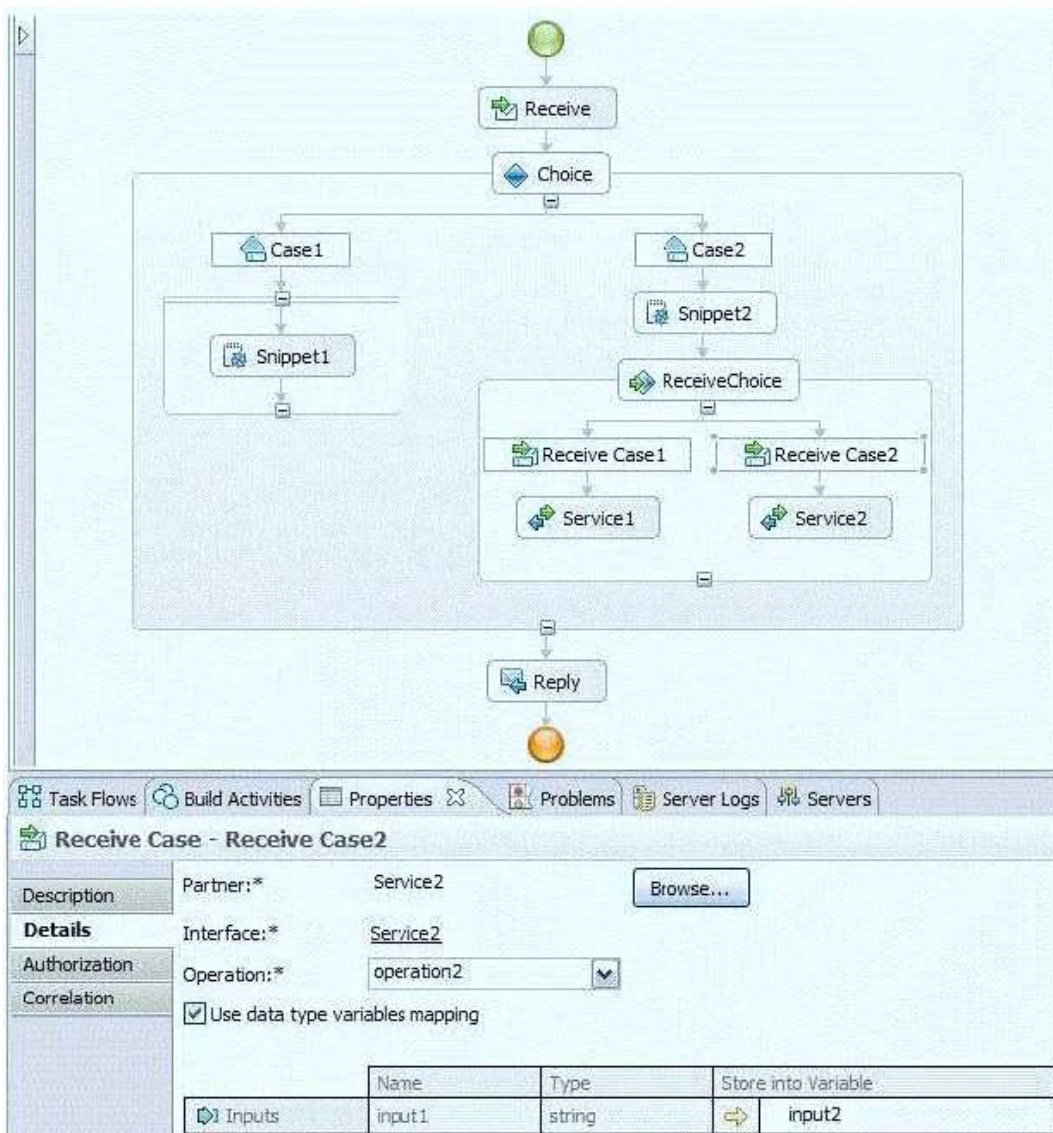 Receive
Choice
Case1
Case2
Snippet2
Snippet1
ReceiveChoice
Receive Case1
Receive Case2
Service1
Service2
Reply
Task Flows
Build Activities
Properties
Problems
Server Logs
Servers
Receive Case - Receive Case2
Description
Details
Authorization
Correlation
Partner:* Service2 Browse...
Interface:* Service2
Operation:* operation2
Use data type variables mapping
Name Type Store into Variable
Inputs input1 string input2